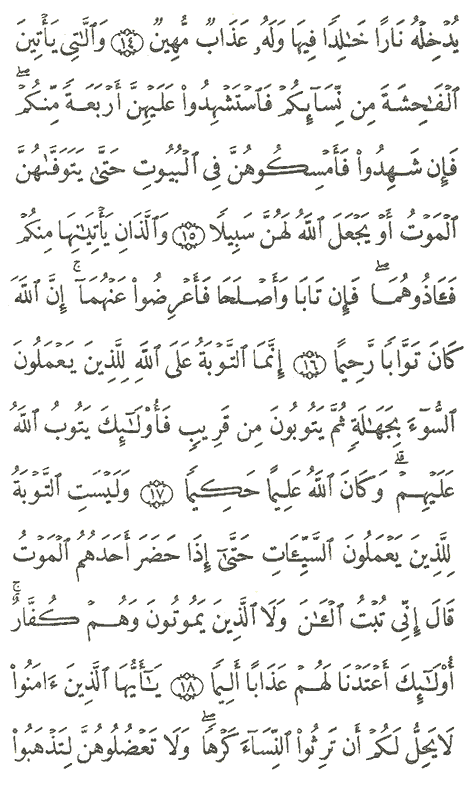 يُدْخِلْهُ نَارًا خَٰلِدًا فِيهَا وَلَهُۥ عَذَابٌ مُّهِينٌ ١٤ وَٱلَّٰتِي يَأْتِينَ
ٱلْفَٰحِشَةَ مِن نِّسَآئِكُمْ فَٱسْتَشْهِدُوا۟ عَلَيْهِنَّ أَرْبَعَةً مِّنكُمْ ۖ
فَإِن شَهِدُوا۟ فَأَمْسِكُوهُنَّ فِي ٱلْبُيُوتِ حَتَّىٰ يَتَوَفَّىٰهُنَّ
ٱلْمَوْتُ أَوْ يَجْعَلَ ٱللَّهُ لَهُنَّ سَبِيلًا ١٥ وَٱلَّذَانِ يَأْتِيَٰنِهَا مِنكُمْ
فَـَٔاذُوهُمَا ۖ فَإِن تَابَا وَأَصْلَحَا فَأَعْرِضُوا۟ عَنْهُمَآ ۗ إِنَّ ٱللَّهَ
كَانَ تَوَّابًا رَّحِيمًا ١٦ إِنَّمَا ٱلتَّوْبَةُ عَلَى ٱللَّهِ لِلَّذِينَ يَعْمَلُونَ
ٱلسُّوٓءَ بِجَهَٰلَةٍ ثُمَّ يَتُوبُونَ مِن قَرِيبٍ فَأُو۟لَٰٓئِكَ يَتُوبُ ٱللَّهُ
عَلَيْهِمْ ۗ وَكَانَ ٱللَّهُ عَلِيمًا حَكِيمًا ١٧ وَلَيْسَتِ ٱلتَّوْبَةُ
لِلَّذِينَ يَعْمَلُونَ ٱلسَّيِّـَٔاتِ حَتَّىٰٓ إِذَا حَضَرَ أَحَدَهُمُ ٱلْمَوْتُ
قَالَ إِنِّي تُبْتُ ٱلْـَٰٔنَ وَلَا ٱلَّذِينَ يَمُوتُونَ وَهُمْ كُفَّارٌ ۚ
أُو۟لَٰٓئِكَ أَعْتَدْنَا لَهُمْ عَذَابًا أَلِيمًا ١٨ يَٰٓأَيُّهَا ٱلَّذِينَ ءَامَنُوا۟
لَا يَحِلُّ لَكُمْ أَن تَرِثُوا۟ ٱلنِّسَآءَ كَرْهًا ۖ وَلَا تَعْضُلُوهُنَّ لِتَذْهَبُوا۟